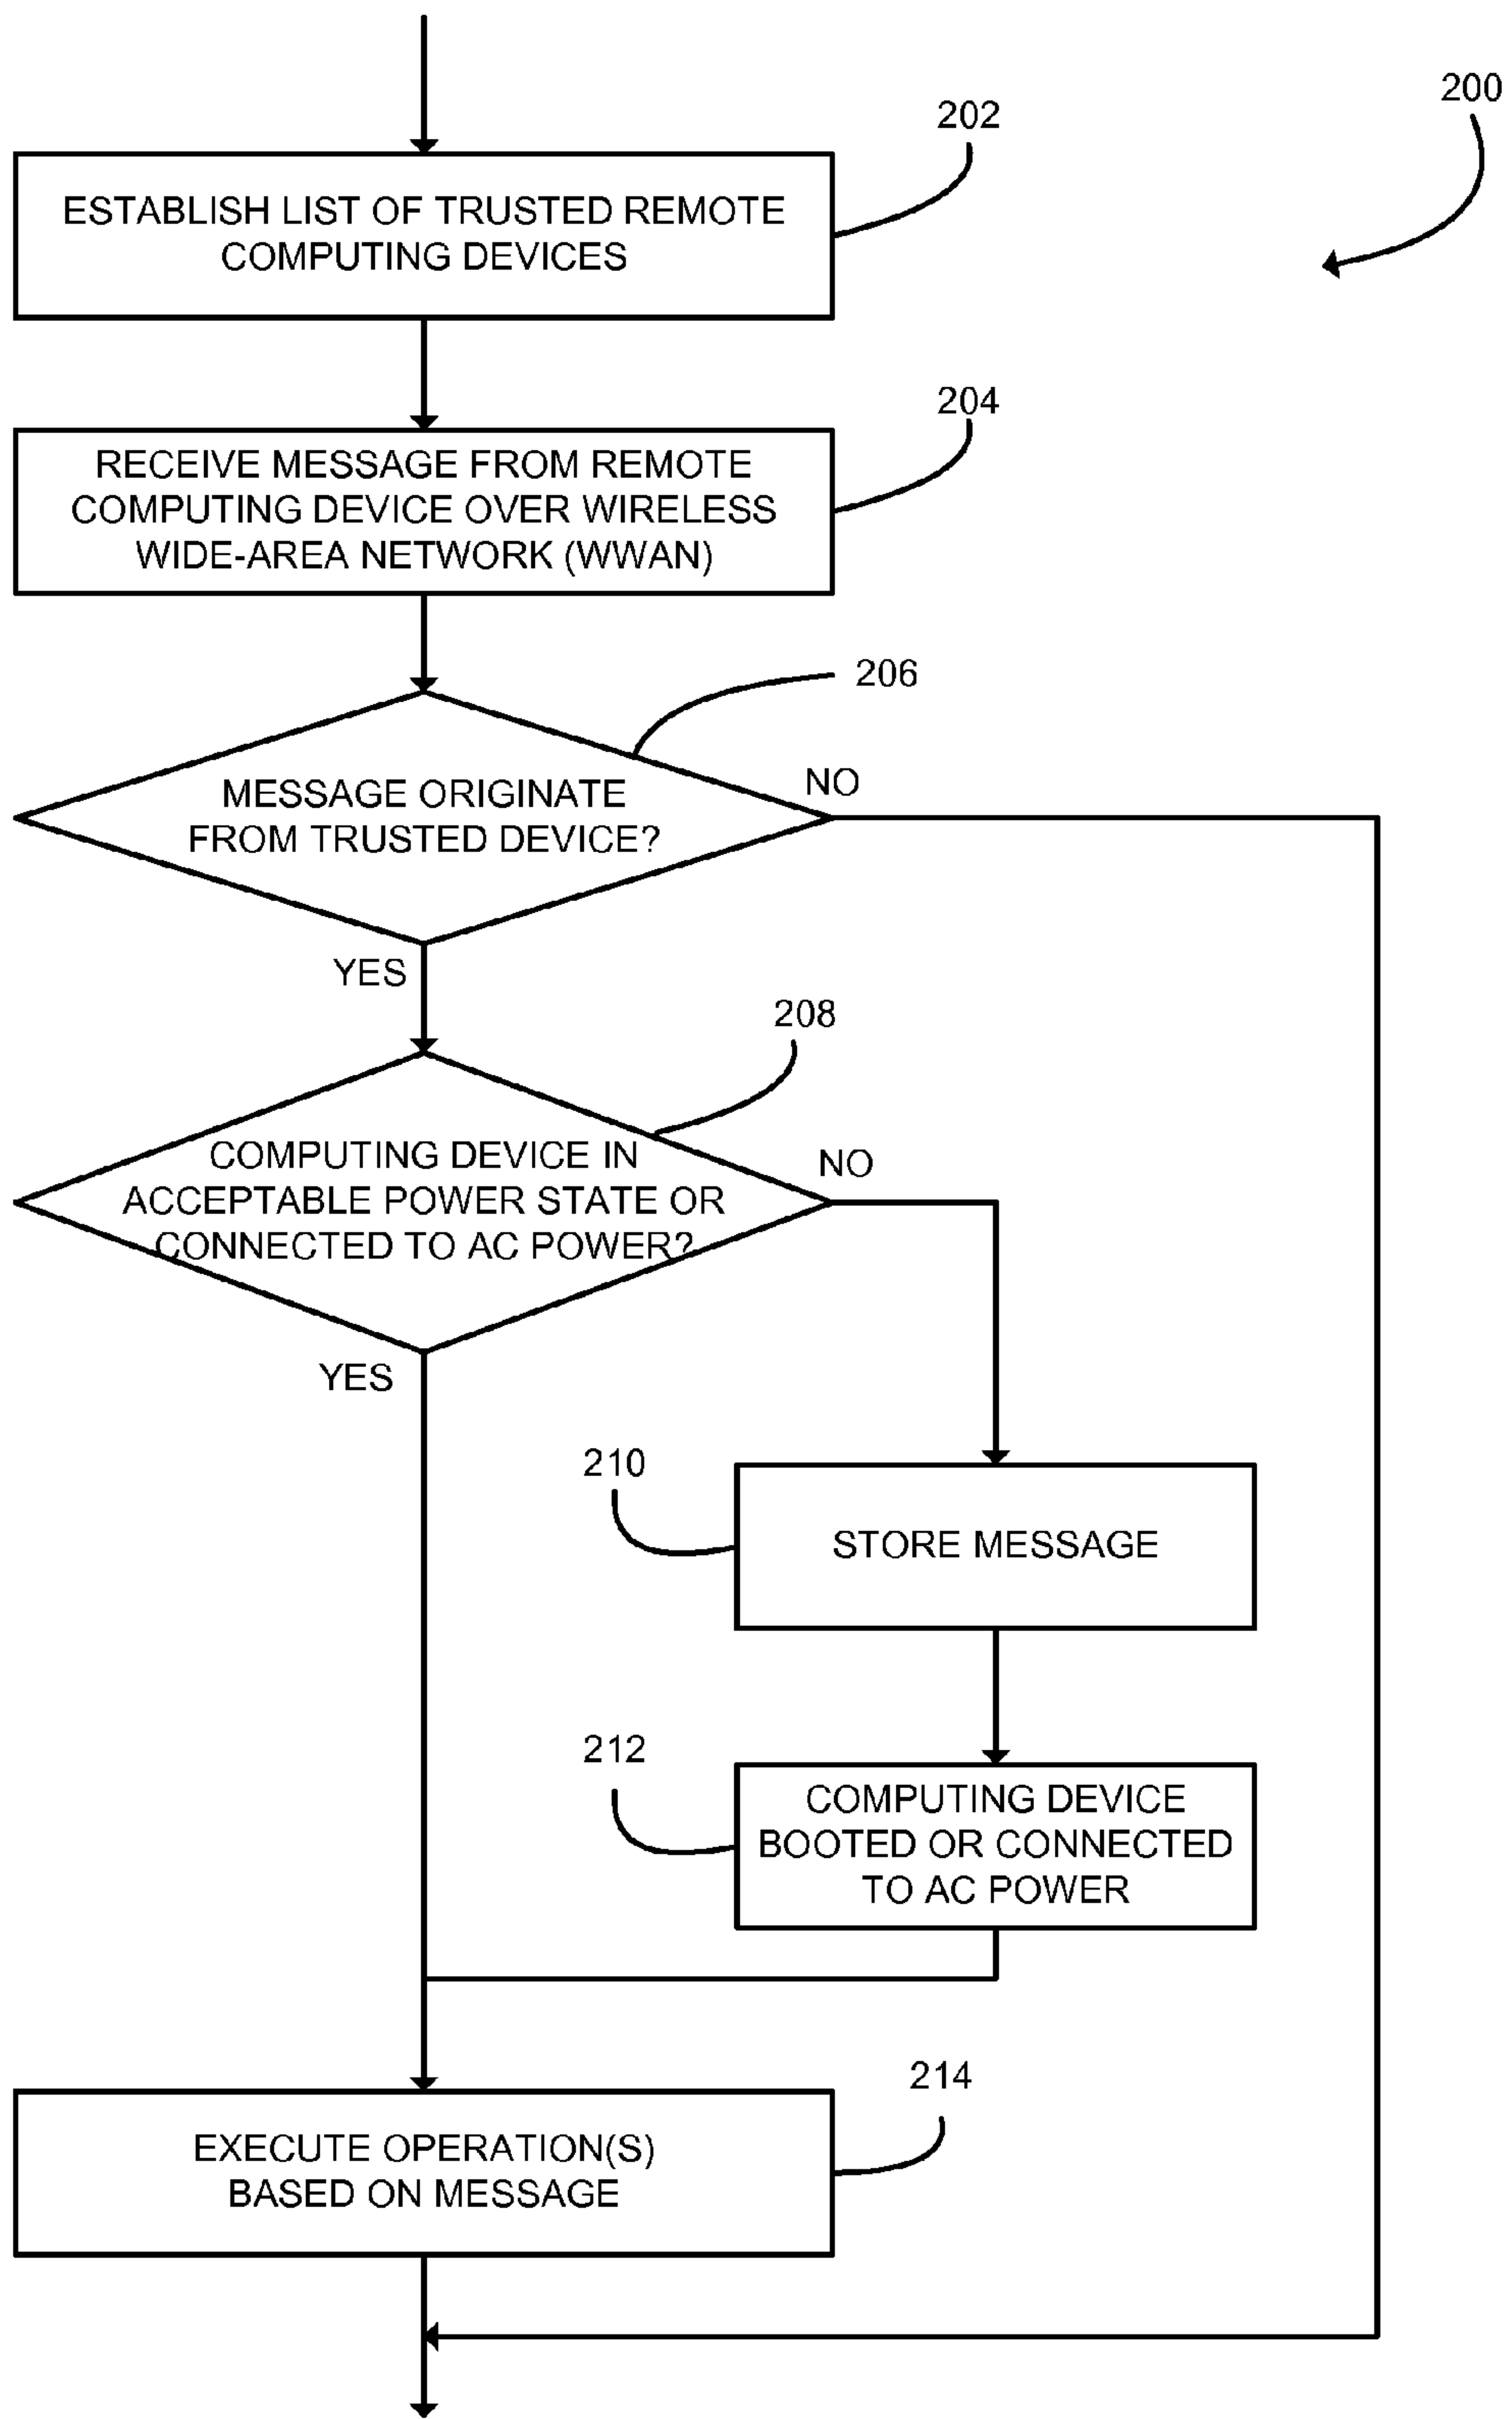 200
202
ESTABLISH LIST OF TRUSTED REMOTE
COMPUTING DEVICES
204
RECEIVE MESSAGE FROM REMOTE
COMPUTING DEVICE OVER WIRELESS
WIDE-AREA NETWORK (WWAN)
206
MESSAGE ORIGINATE
FROM TRUSTED DEVICE?
NO
YES
208
COMPUTING DEVICE IN
ACCEPTABLE POWER STATE OR
CONNECTED TO AC POWER?
NO
YES
210
STORE MESSAGE
212
COMPUTING DEVICE
BOOTED OR CONNECTED
TO AC POWER
214
EXECUTE OPERATION(S)
BASED ON MESSAGE